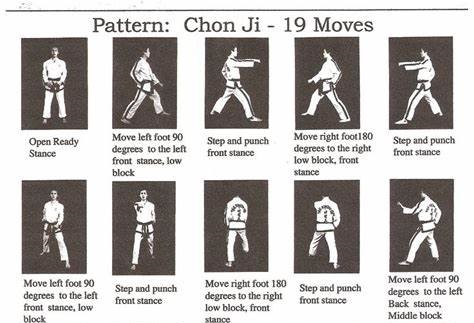 Pattern: Chon Ji - 19 Moves
Open Ready
Stance
Move left foot 90
degrees to the left
front stance, low
block
Step and punch
front stance
Move right foot180
degrees to the right
low block, front
stance
Step and punch
front stance
Move left foot 90
degrees to the left
front stance, Low
block
Step and punch
front stance
Move right foot 180
degrees to the right
front stance, low
block
Step and punch
front stance
Move left foot 90
degrees to the left
Back stance,
Middle block